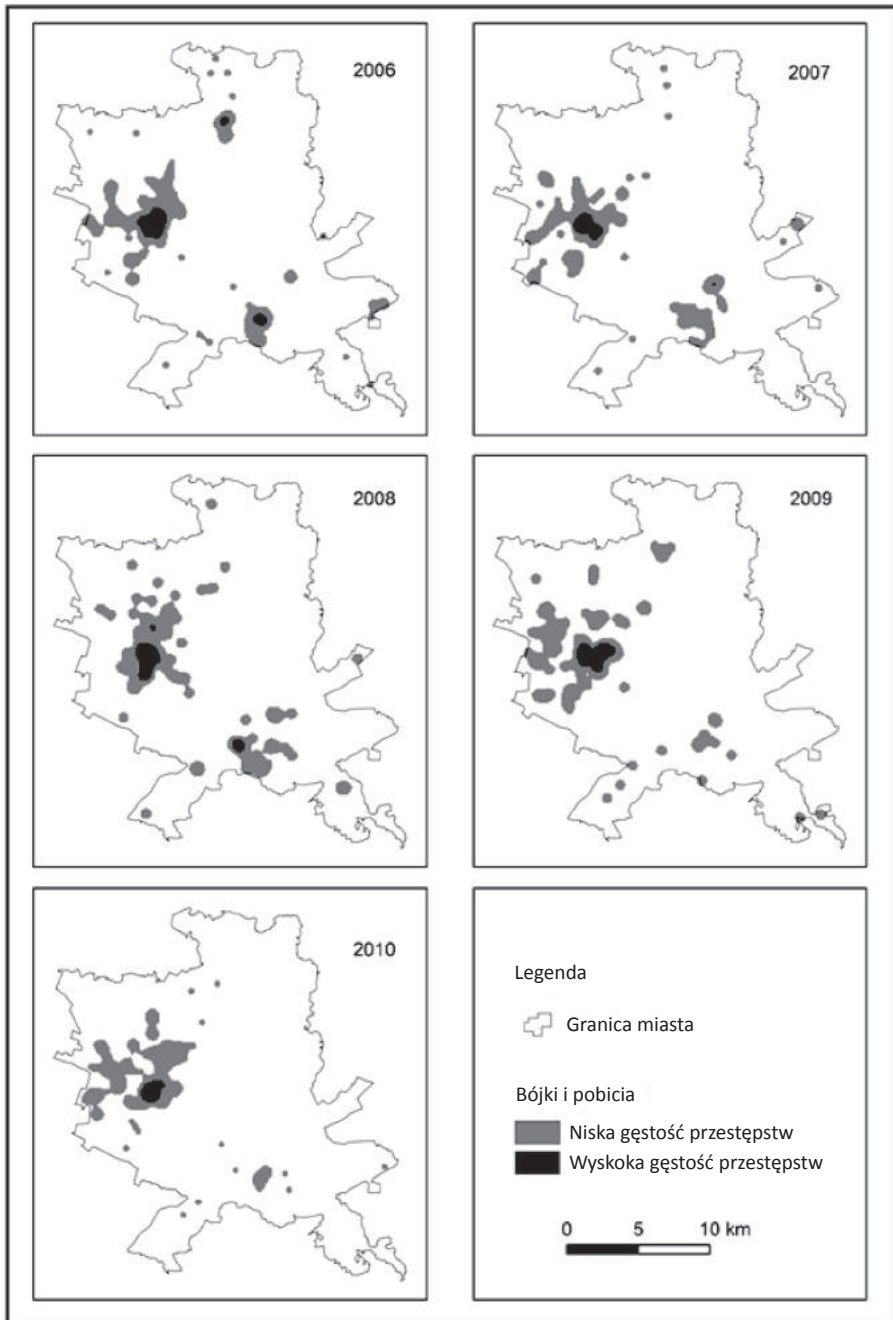 2006
2007
2008
2009
2010
Legenda
Granica miasta
Bójki i pobicia
Niska gęstość przestępstw
Wyskoka gęstość przestępstw
0 5 10 km